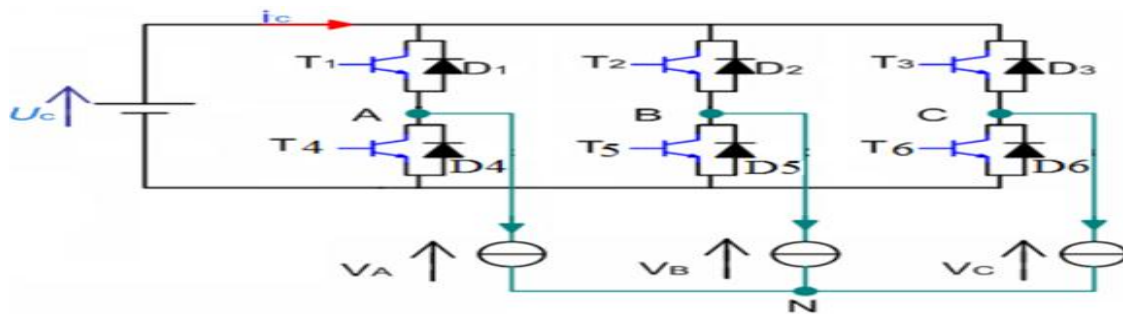 ic
T1 D1 T2 D2 T3 D3
Uc A B C
T4 D4 T5 D5 T6 D6
VA VB VC
N